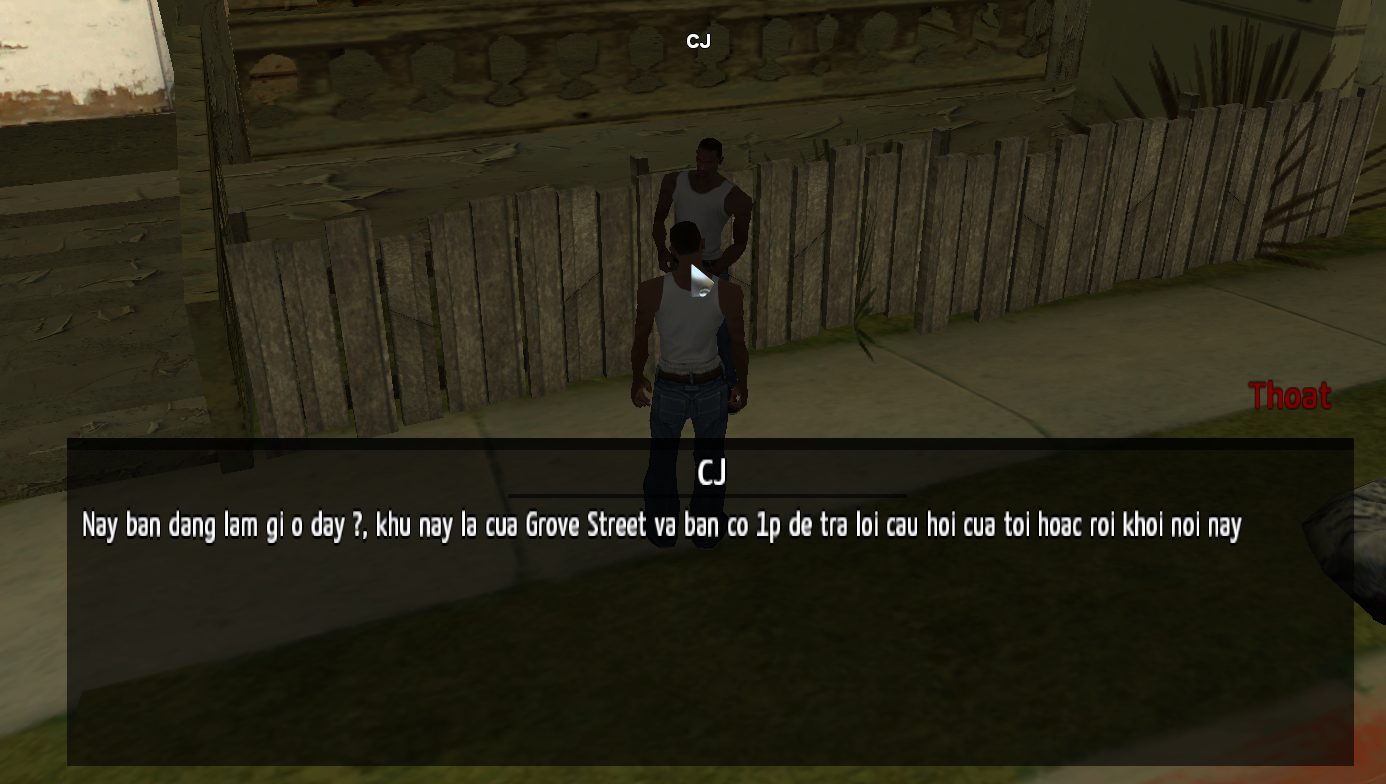 CJ
Thoat
CJ
Nay ban dang lam gi o day ?, khu nay la cua Grove Street va ban co 1p de tra loi cau hoi cua toi hoac roi khoi noi nay